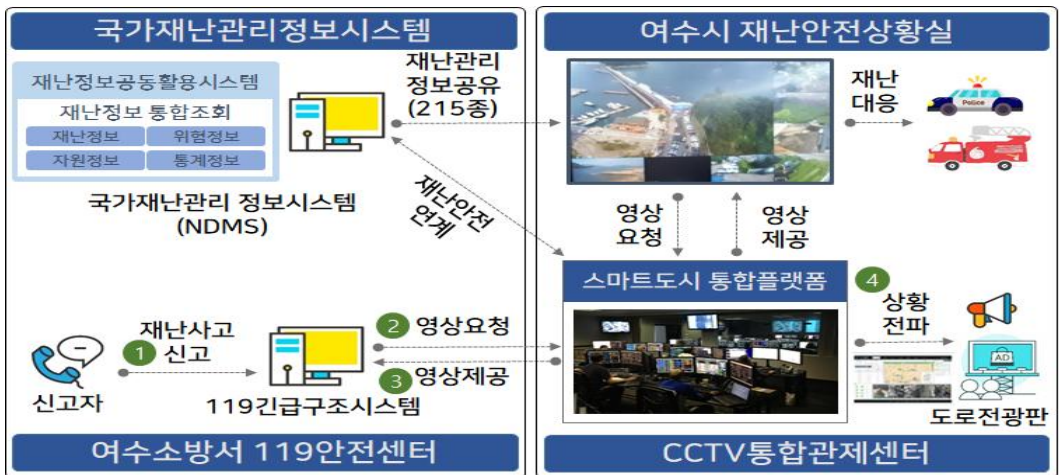 국가재난관리정보시스템
재난정보공동활용시스템
재난정보 통합조회
재난정보
위험정보
자원정보
통계정보
국가재난관리 정보시스템
(NDMS)
재난관리
정보공유
(215종)
재난안전
연계
1
재난사고
신고
신고자
119긴급구조시스템
2 영상요청
3 영상제공
여수소방서 119안전센터
여수시 재난안전상황실
재난
대응
Police
영상
요청
영상
제공
스마트도시 통합플랫폼
4
상황
전파
AD
도로전광판
CCTV통합관제센터